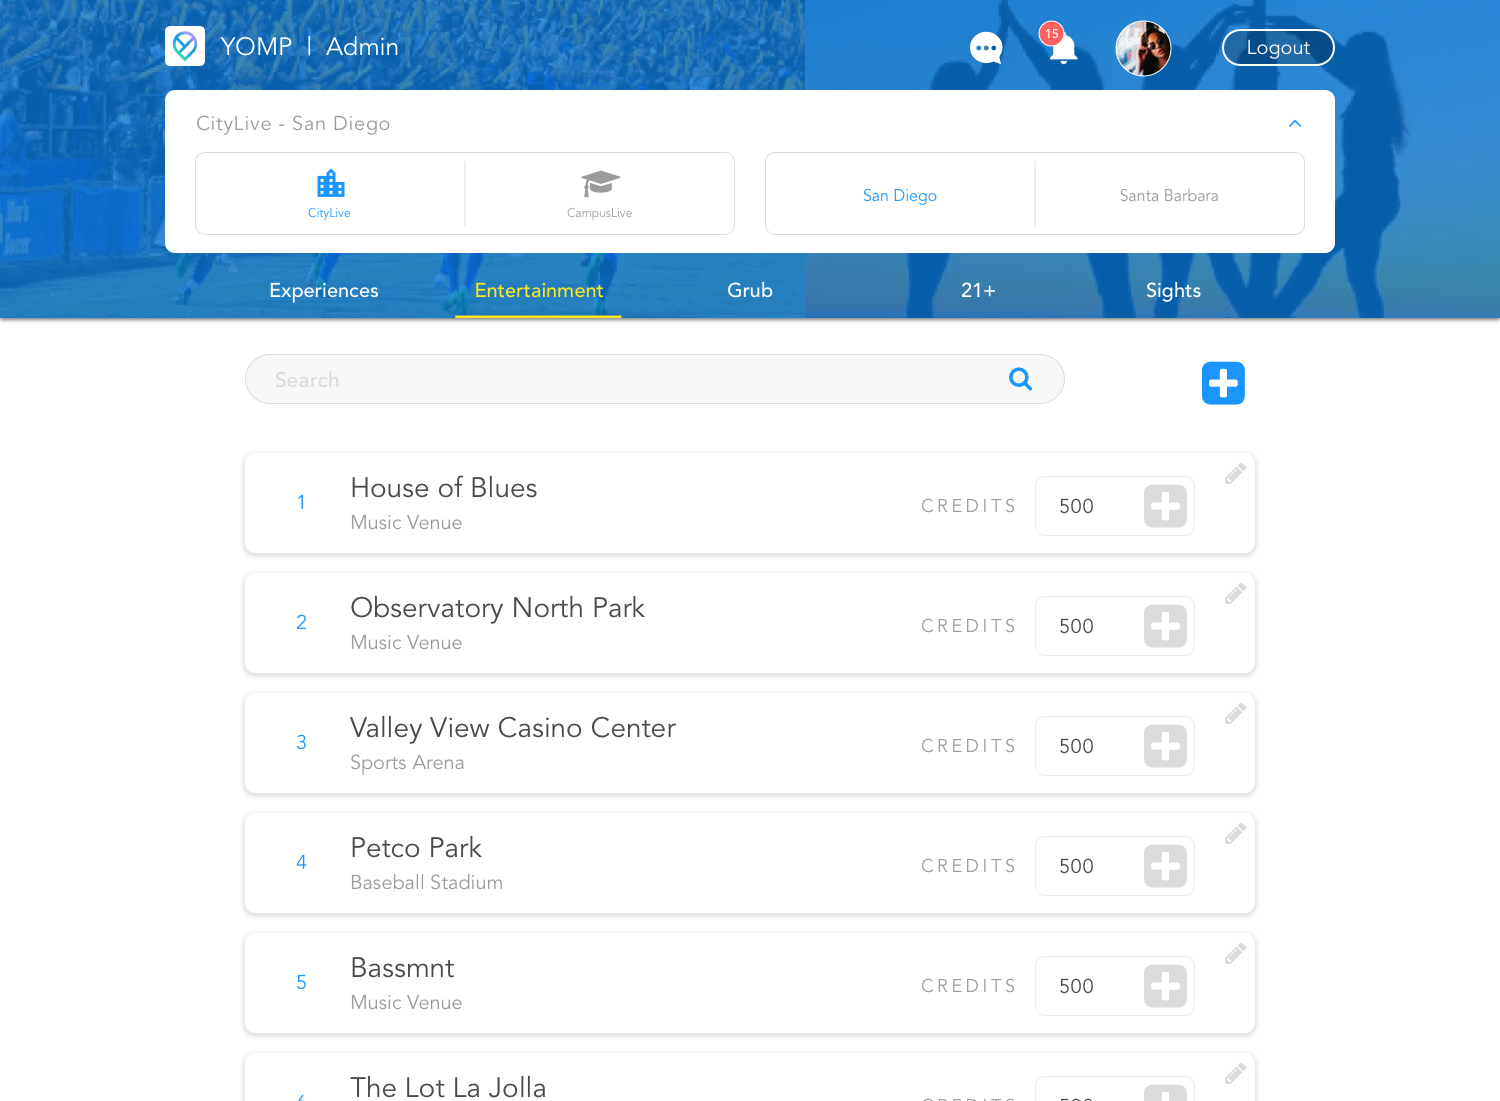 YOMP | Admin
15
Logout
CityLive - San Diego
CityLive
CampusLive
San Diego
Santa Barbara
Experiences
Entertainment
Grub
21+
Sights
Search
1
House of Blues
Music Venue
CREDITS
500
2
Observatory North Park
Music Venue
CREDITS
500
3
Valley View Casino Center
Sports Arena
CREDITS
500
4
Petco Park
Baseball Stadium
CREDITS
500
5
Bassmnt
Music Venue
CREDITS
500
The Lot La Jolla